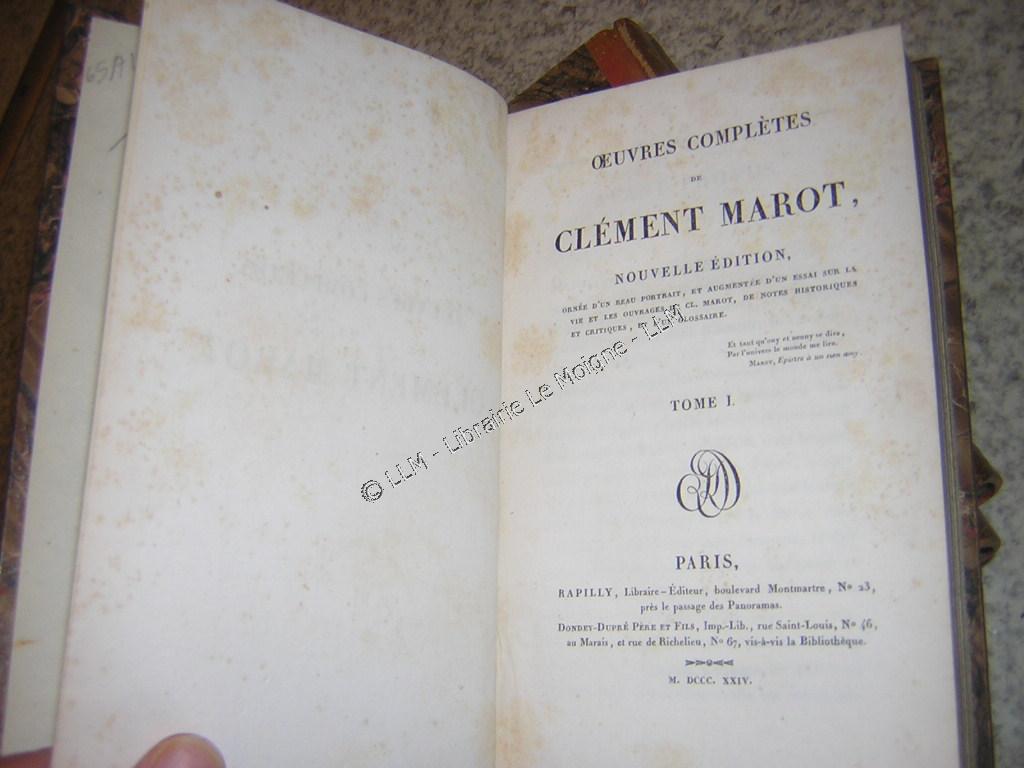 ŒUVRES COMPLÈTES
DE
CLÉMENT MAROT,
NOUVELLE ÉDITION,
ORNÉE D'UN BEAU PORTRAIT, ET AUGMENTÉE D'UN ESSAI SUR LA
VIE ET LES OUVRAGES DE CL. MAROT, DE NOTES HISTORIQUES
ET CRITIQUES, GLOSSAIRE.
Et tant qu'ouy et nenny se dira,
Par l'univers le monde me lira.
MAROT, Epistre à un sien amy.
TOME I.
PARIS,
RAPILLY, Libraire-Éditeur, boulevard Montmartre, No 23,
près le passage des Panoramas.
DONDEY-DUPRÉ PÈRE ET FILS, Imp.-Lib., rue Saint-Louis, No 46,
au Marais, et rue de Richelieu, No 67, vis-à-vis la Bibliothèque.
M. DCCC. XXIV.
© LLM - Librairie Le Moigne - LLM